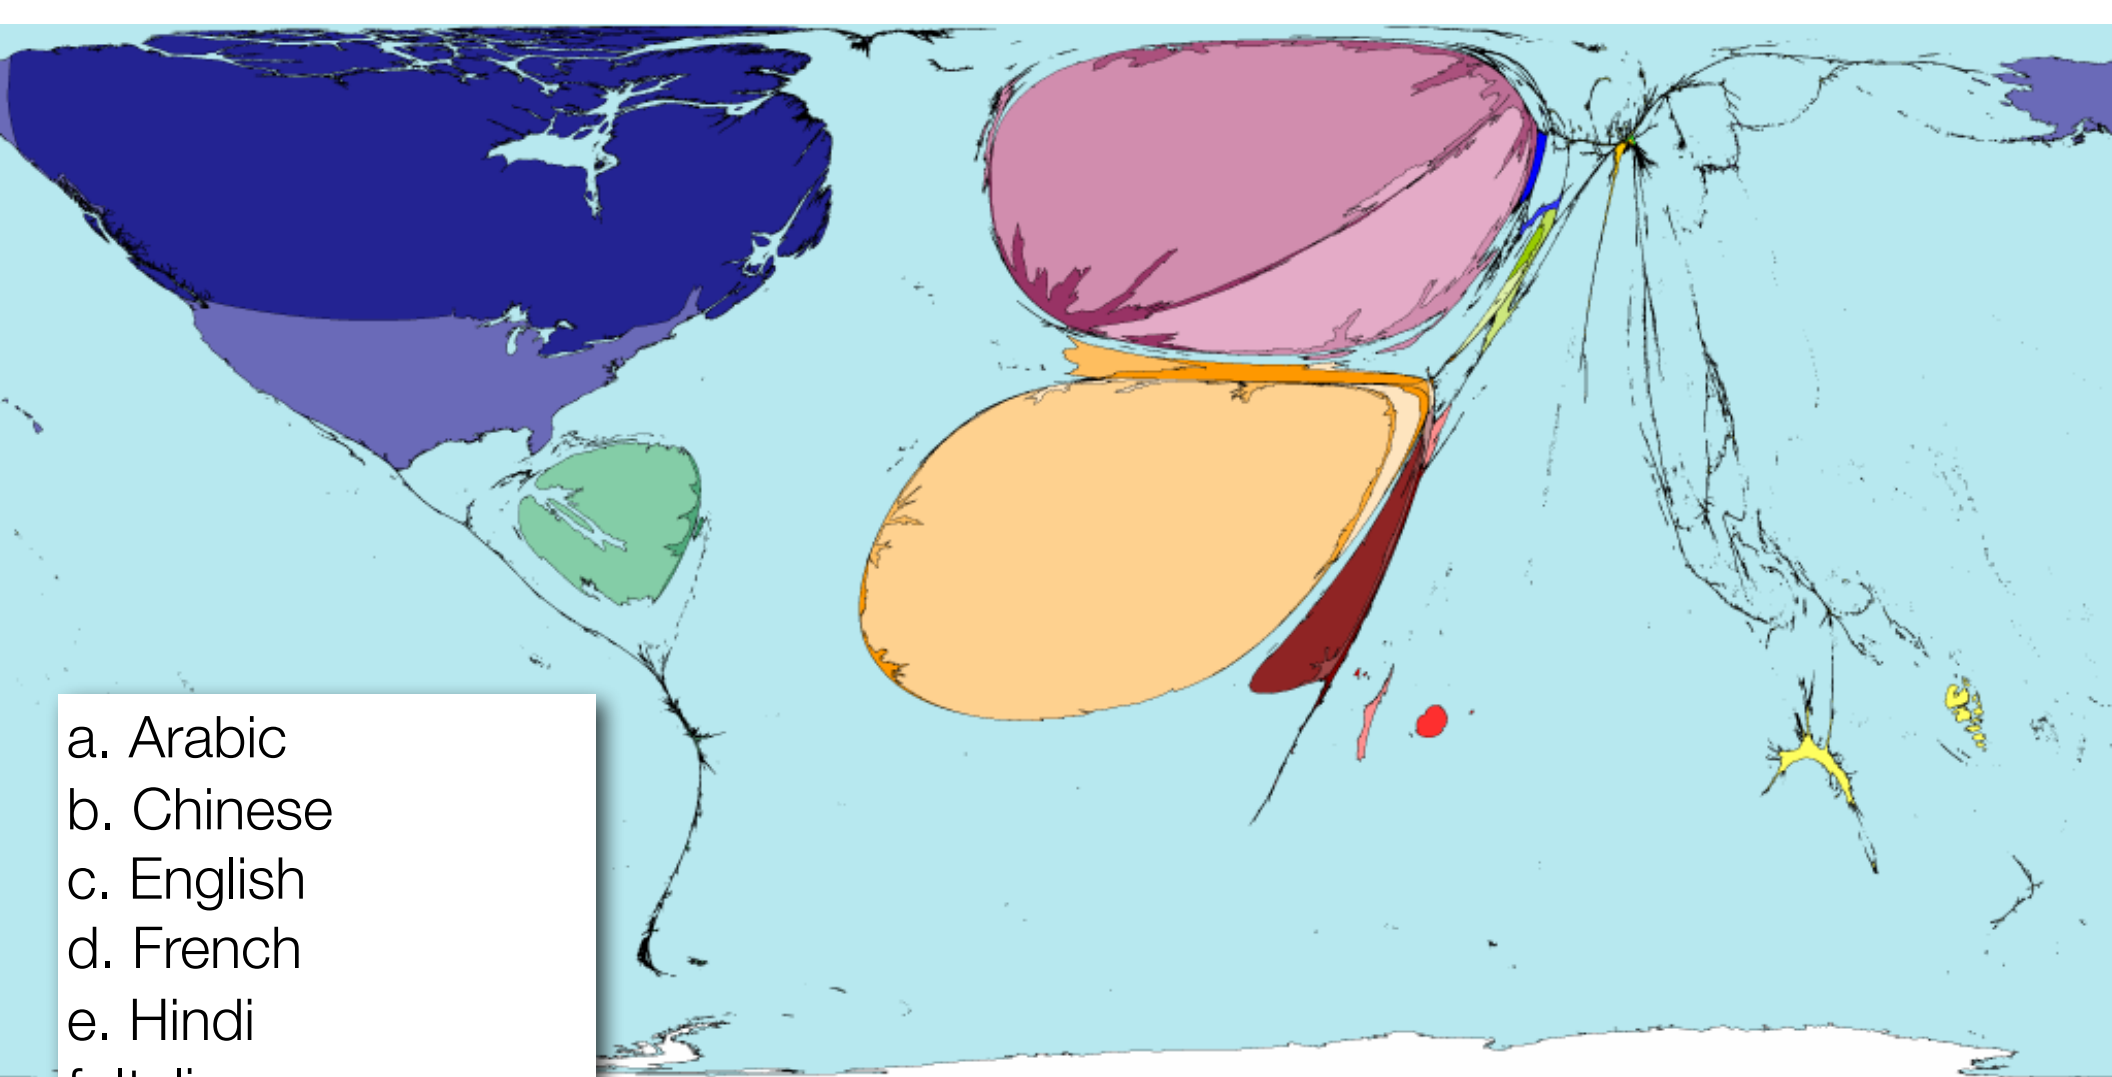 a. Arabic
b. Chinese
c. English
d. French
e. Hindi